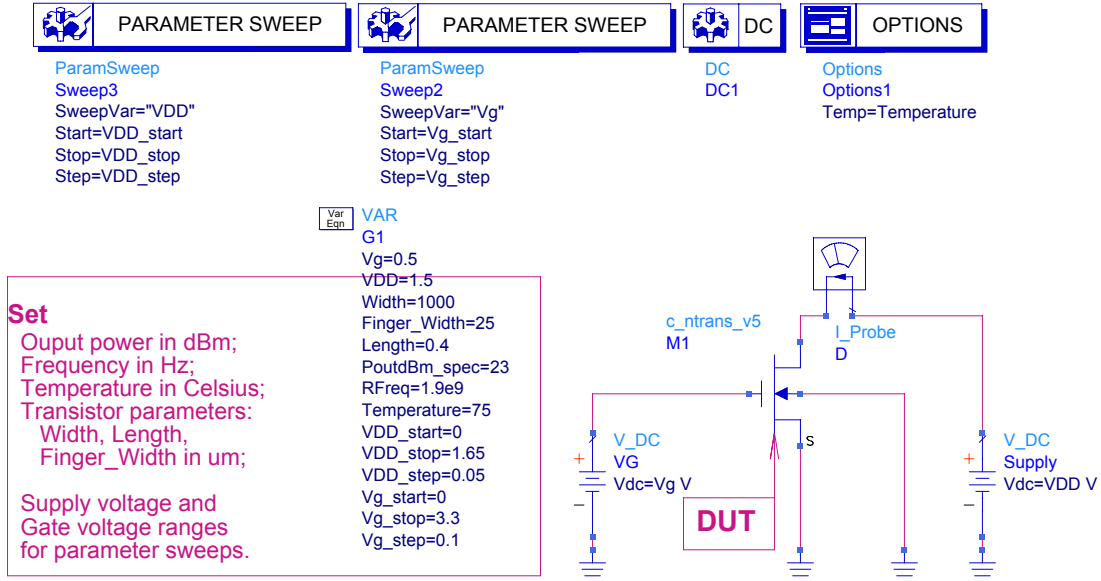 PARAMETER SWEEP
ParamSweep
Sweep3
SweepVar="VDD"
Start=VDD_start
Stop=VDD_stop
Step=VDD_step
PARAMETER SWEEP
ParamSweep
Sweep2
SweepVar="Vg"
Start=Vg_start
Stop=Vg_stop
Step=Vg_step
DC
DC
DC1
OPTIONS
Options
Options1
Temp=Temperature
Var
Eqn
VAR
G1
Vg=0.5
VDD=1.5
Width=1000
Finger_Width=25
Length=0.4
PoutdBm_spec=23
RFreq=1.9e9
Temperature=75
VDD_start=0
VDD_stop=1.65
VDD_step=0.05
Vg_start=0
Vg_stop=3.3
Vg_step=0.1
Set
Ouput power in dBm;
Frequency in Hz;
Temperature in Celsius;
Transistor parameters:
Width, Length,
Finger_Width in um;
Supply voltage and
Gate voltage ranges
for parameter sweeps.
c_ntrans_v5
M1
I_Probe
D
S
V_DC
VG
Vdc=Vg V
+
−
DUT
V_DC
Supply
Vdc=VDD V
+
−